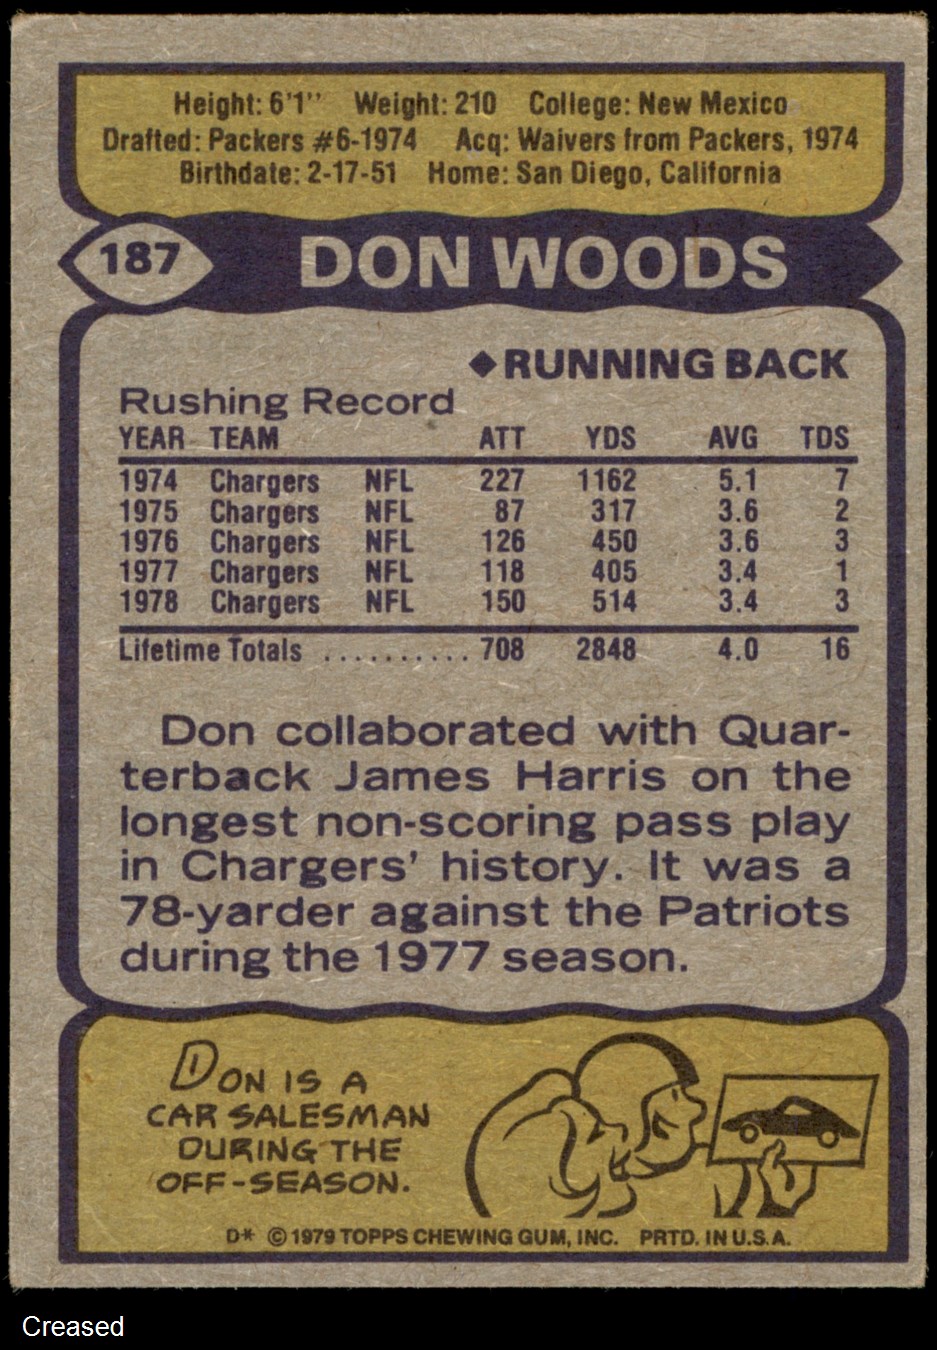 Height: 6'1'' Weight: 210 College: New Mexico
Drafted: Packers #6-1974 Acq: Waivers from Packers, 1974
Birthdate: 2-17-51 Home: San Diego, California
187 DON WOODS
◆RUNNING BACK
Rushing Record
YEAR TEAM ATT YDS AVG TDS
1974 Chargers NFL 227 1162 5.1 7
1975 Chargers NFL 87 317 3.6 2
1976 Chargers NFL 126 450 3.6 3
1977 Chargers NFL 118 405 3.4 1
1978 Chargers NFL 150 514 3.4 3
Lifetime Totals .......... 708 2848 4.0 16
Don collaborated with Quar-
terback James Harris on the
longest non-scoring pass play
in Chargers' history. It was a
78-yarder against the Patriots
during the 1977 season.
DON IS A
CAR SALESMAN
DURING THE
OFF-SEASON.
D* © 1979 TOPPS CHEWING GUM, INC. PRTD. IN U.S.A.
Creased